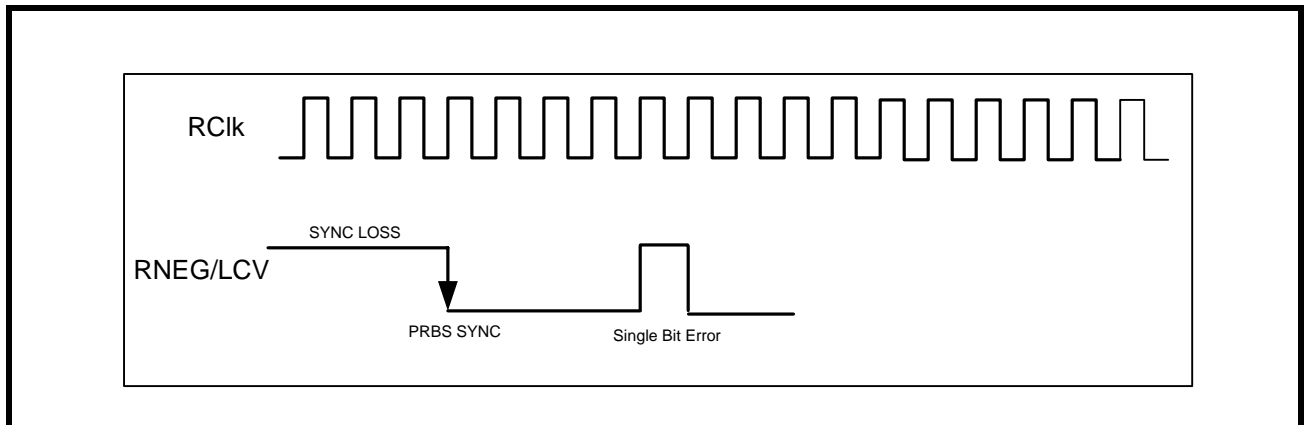 RClk
SYNC LOSS
RNEG/LCV
PRBS SYNC
Single Bit Error